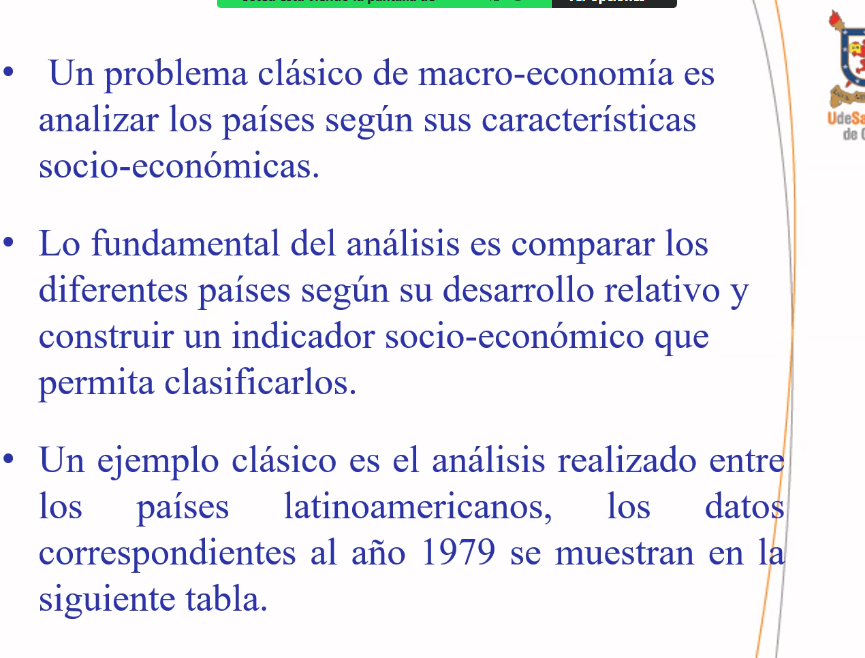 • Un problema clásico de macro-economía es
analizar los países según sus características
socio-económicas.
• Lo fundamental del análisis es comparar los
diferentes países según su desarrollo relativo y
construir un indicador socio-económico que
permita clasificarlos.
• Un ejemplo clásico es el análisis realizado entre
los países latinoamericanos, los datos
correspondientes al año 1979 se muestran en la
siguiente tabla.
UdeSa
de